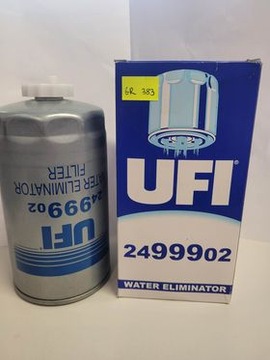 GR 383
UFI
2499902
WATER ELIMINATOR
UFI
2499902
WATER ELIMINATOR
FILTER